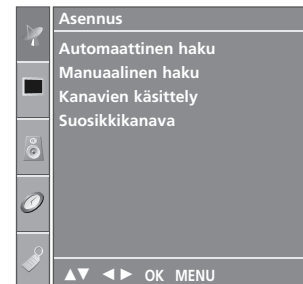 Asennus
Automaattinen haku
Manuaalinen haku
Kanavien käsittely
Suosikkikanava
▲▼ ◄► OK MENU